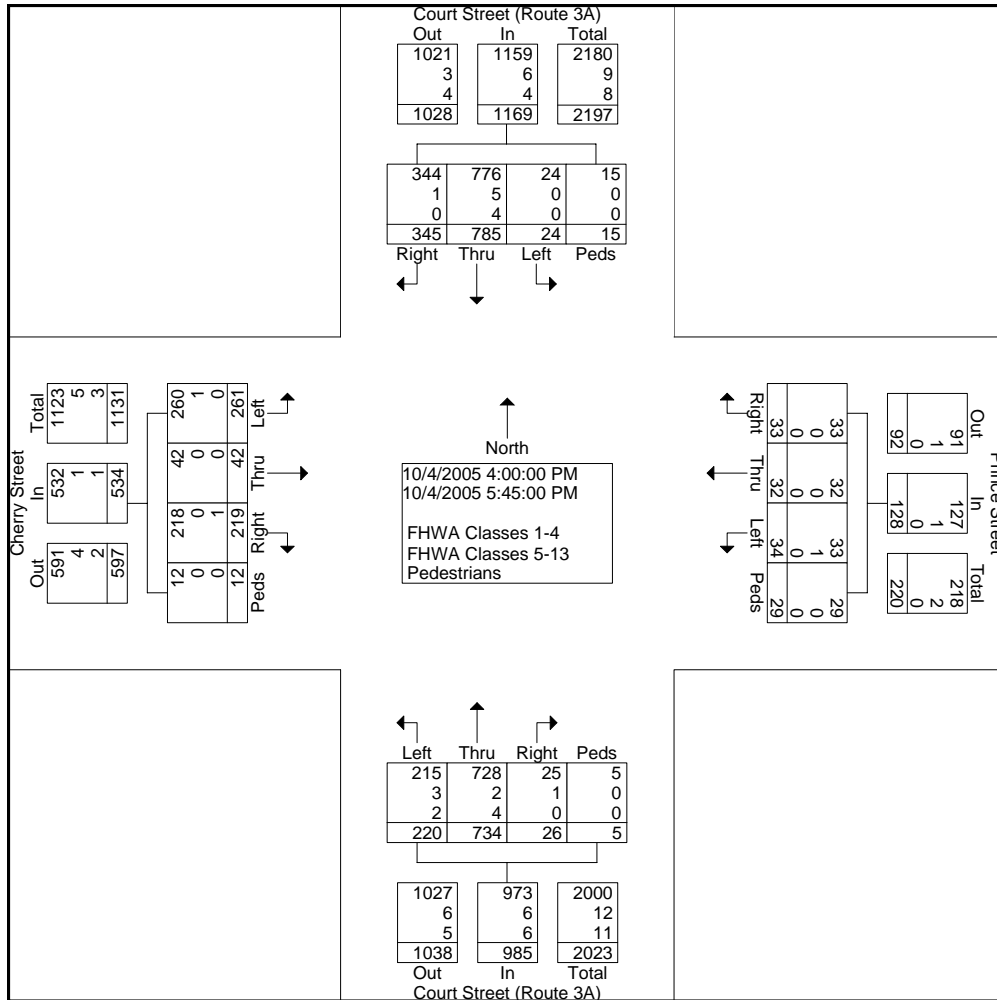 Court Street (Route 3A)
Out In Total
1021 1159 2180
3 6 9
4 4 8
1028 1169 2197
344 776 24 15
1 5 0 0
0 4 0 0
345 785 24 15
Right Thru Left Peds
Cherry Street
Total In Out
1123 532 591
5 1 4
3 1 2
1131 534 597
260 42 218 12
1 0 0 0
0 0 1 0
261 42 219 12
Left Thru Right Peds
North
10/4/2005 4:00:00 PM
10/4/2005 5:45:00 PM
FHWA Classes 1-4
FHWA Classes 5-13
Pedestrians
Prince Street
Out In Total
91 127 218
1 1 2
0 0 0
92 128 220
33 32 33 29
0 0 1 0
0 0 0 0
33 32 34 29
Right Thru Left Peds
Left Thru Right Peds
215 728 25 5
3 2 1 0
2 4 0 0
220 734 26 5
1027 973 2000
6 6 12
5 6 11
1038 985 2023
Out In Total
Court Street (Route 3A)